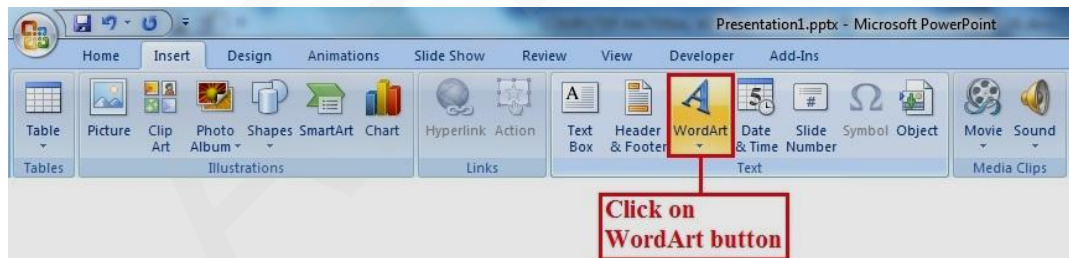 Presentation1.pptx - Microsoft PowerPoint
Home Insert Design Animations Slide Show Review View Developer Add-Ins
Table Picture Clip Art Photo Album Shapes SmartArt Chart Hyperlink Action Text Box Header & Footer WordArt Date & Time Slide Number Symbol Object Movie Sound
Tables Illustrations Links Text Media Clips
Click on
WordArt button